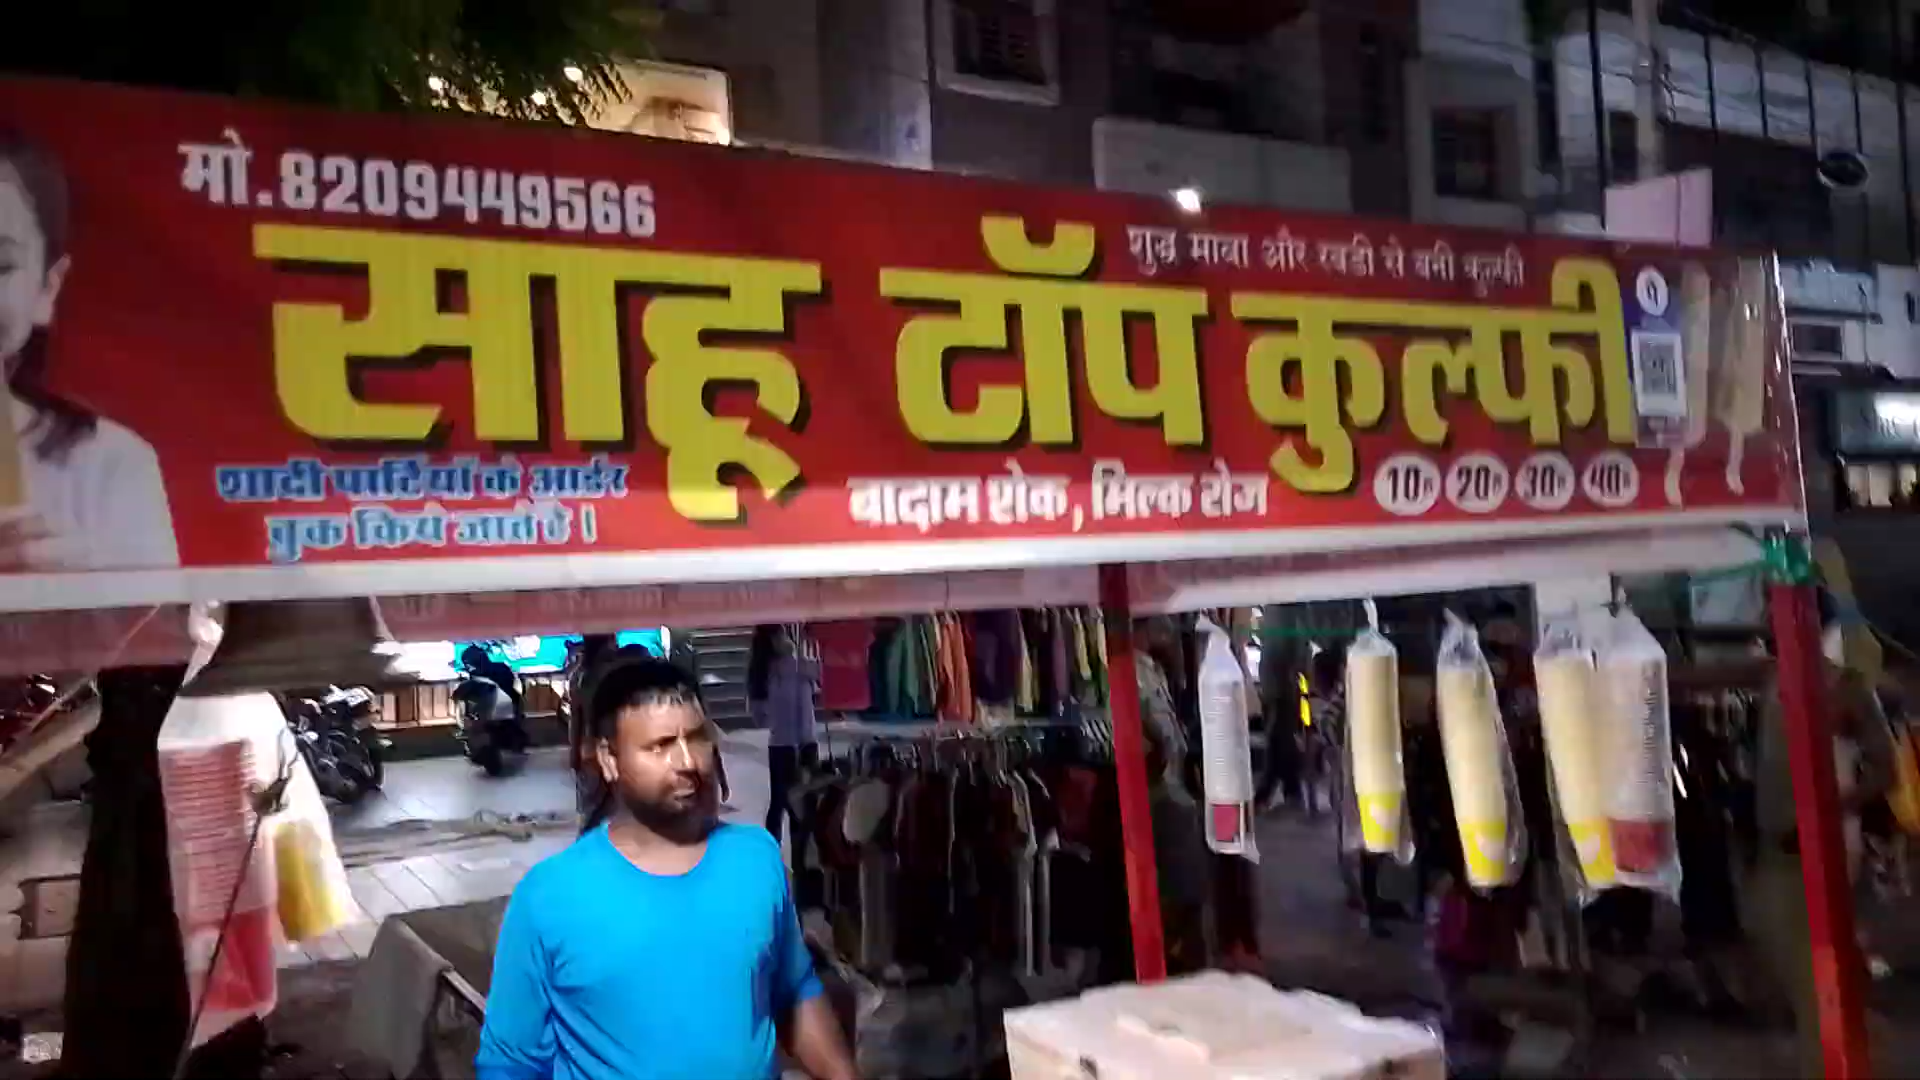 मो.8209449566
शुद्ध मावा और रबडी से बनी कुल्फी
साहू टॉप कुल्फी
शादी पार्टियों के आर्डर
बुक किये जाते है।
बादाम शेक, मिल्क रोज
10/- 20/- 30/- 40/-